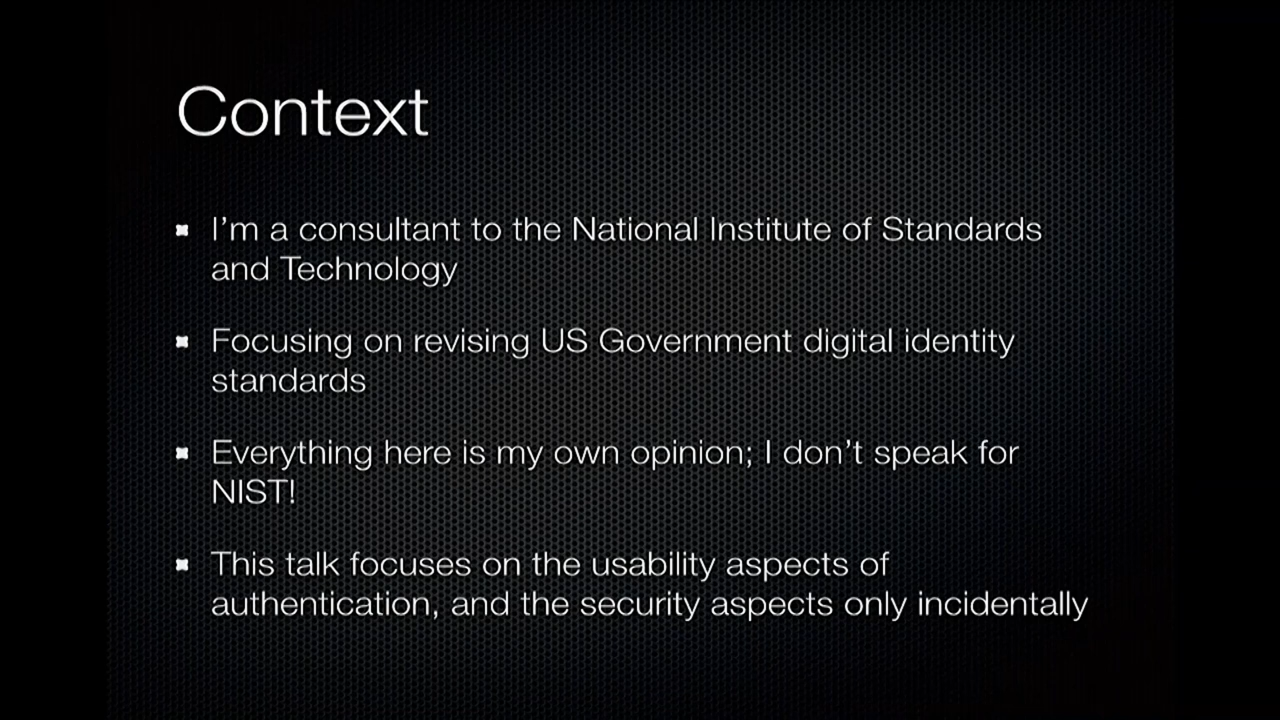 Context
I'm a consultant to the National Institute of Standards
and Technology
Focusing on revising US Government digital identity
standards
Everything here is my own opinion; I don't speak for
NIST!
This talk focuses on the usability aspects of
authentication, and the security aspects only incidentally